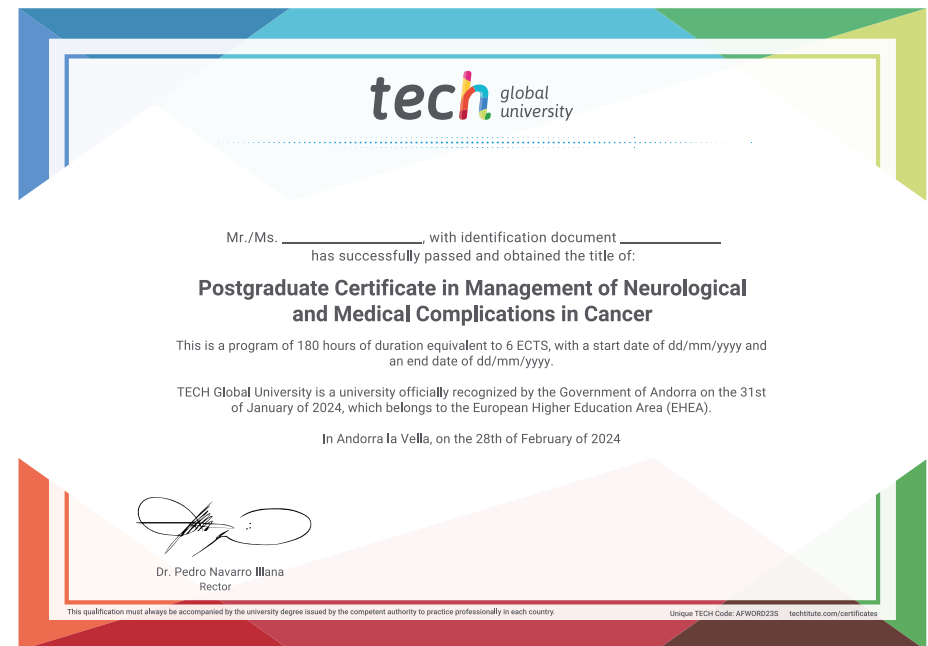 tech global
university
Mr./Ms. ____________, with identification document ____________
has successfully passed and obtained the title of:
Postgraduate Certificate in Management of Neurological
and Medical Complications in Cancer
This is a program of 180 hours of duration equivalent to 6 ECTS, with a start date of dd/mm/yyyy and
an end date of dd/mm/yyyy.
TECH Global University is a university officially recognized by the Government of Andorra on the 31st
of January of 2024, which belongs to the European Higher Education Area (EHEA).
In Andorra la Vella, on the 28th of February of 2024
Dr. Pedro Navarro Illana
Rector
This qualification must always be accompanied by the university degree issued by the competent authority to practice professionally in each country.
Unique TECH Code: AFWORD23S techtitute.com/certificates